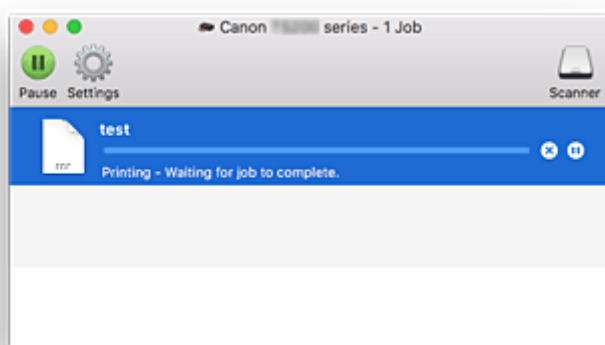 Canon series - 1 Job
Pause Settings Scanner
test
Printing - Waiting for job to complete.